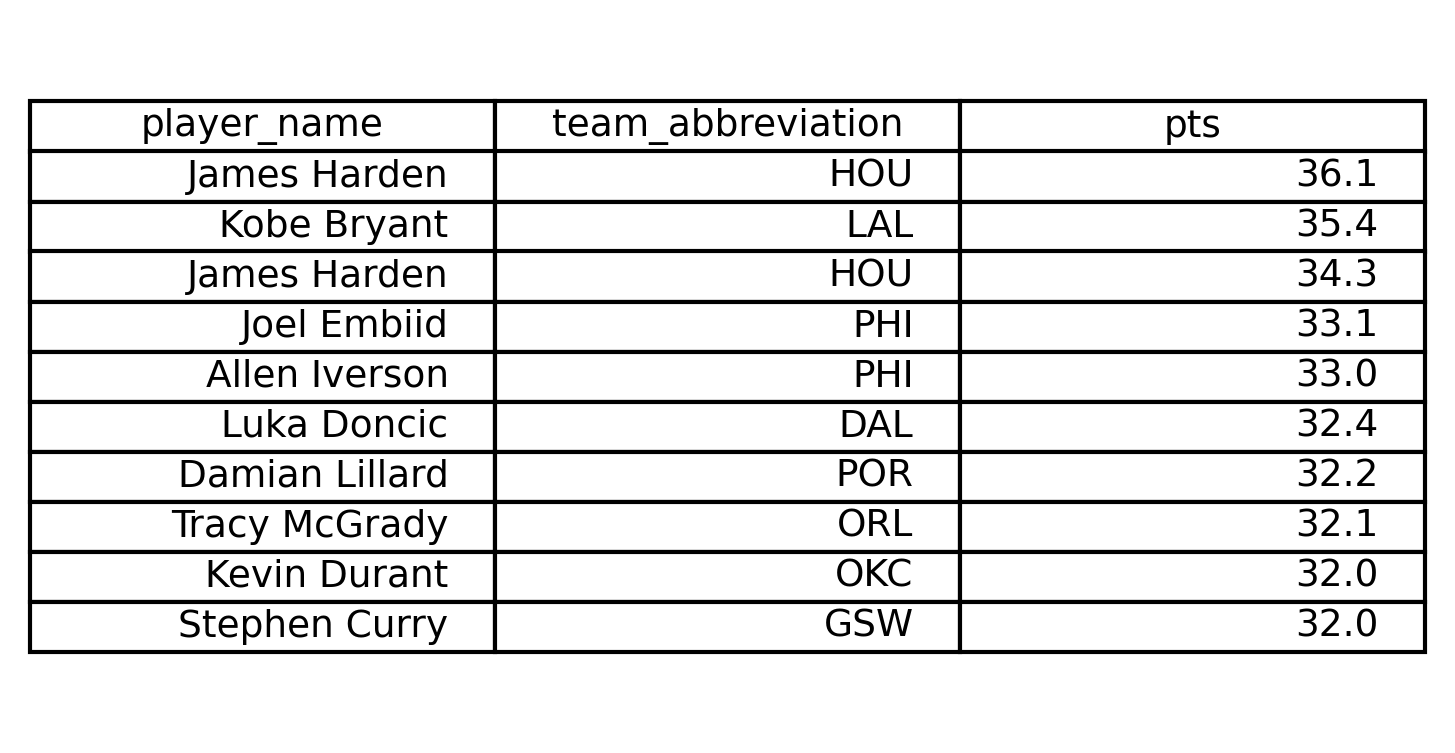 player_name team_abbreviation pts
James Harden HOU 36.1
Kobe Bryant LAL 35.4
James Harden HOU 34.3
Joel Embiid PHI 33.1
Allen Iverson PHI 33.0
Luka Doncic DAL 32.4
Damian Lillard POR 32.2
Tracy McGrady ORL 32.1
Kevin Durant OKC 32.0
Stephen Curry GSW 32.0